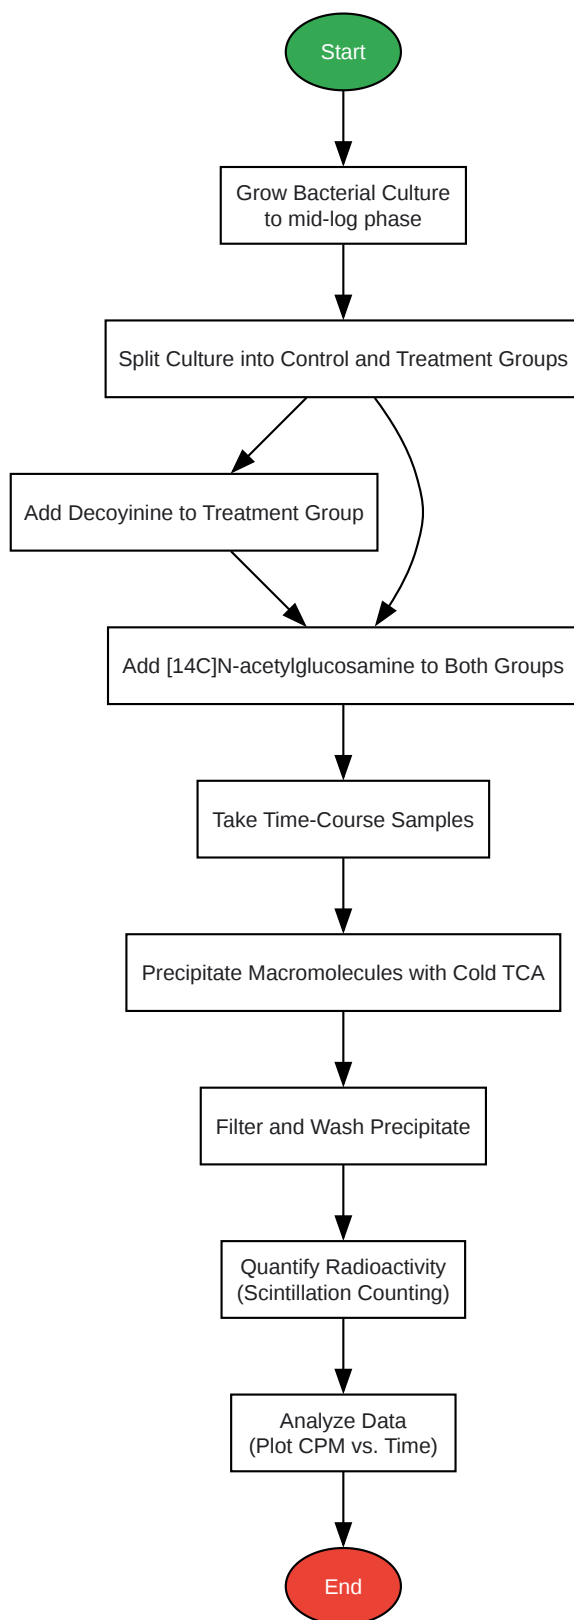 Start
Grow Bacterial Culture
to mid-log phase
Split Culture into Control and Treatment Groups
Add Decoyinine to Treatment Group
Add [14C]N-acetylglucosamine to Both Groups
Take Time-Course Samples
Precipitate Macromolecules with Cold TCA
Filter and Wash Precipitate
Quantify Radioactivity
(Scintillation Counting)
Analyze Data
(Plot CPM vs. Time)
End